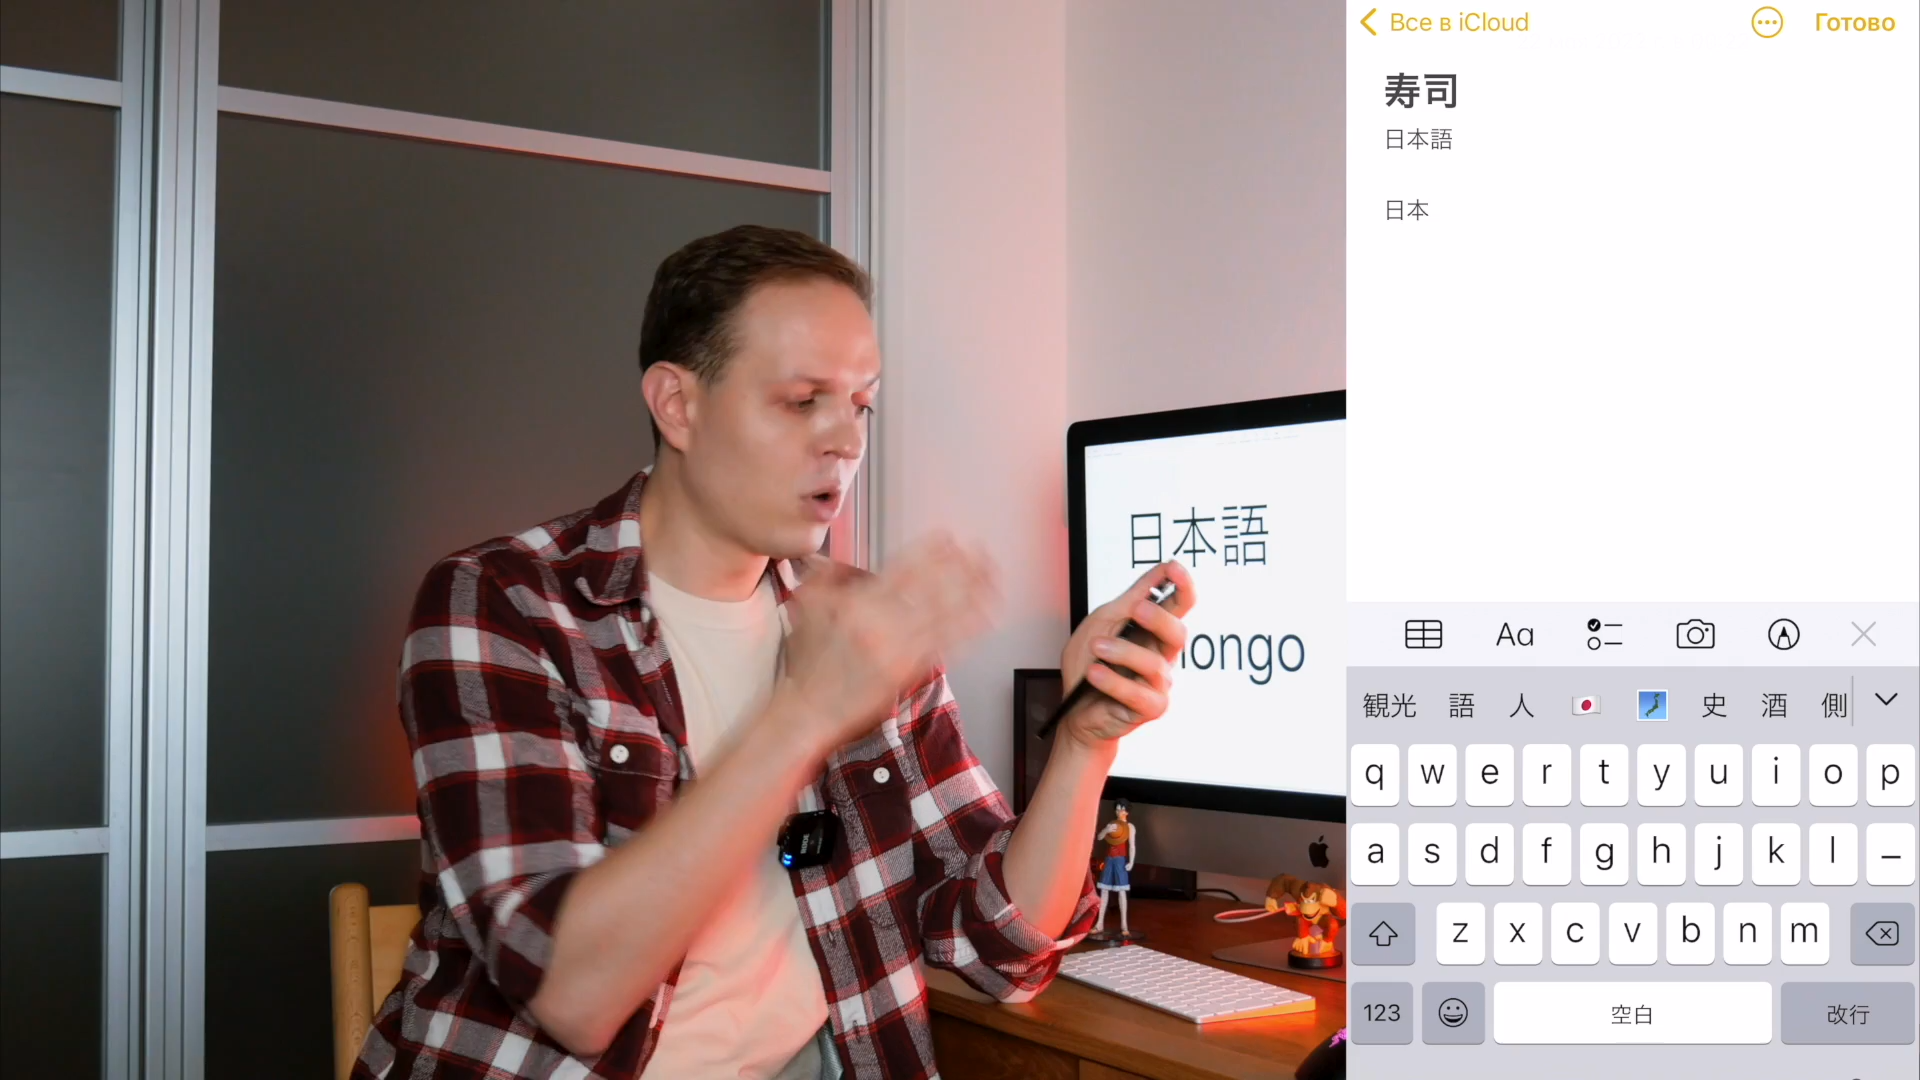 Все в iCloud
Готово
寿司
日本語
日本
日本語
ongo
Aa
観光 語 人 史 酒 側
q w e r t y u i o p
a s d f g h j k l
z x c v b n m
123 空白 改行
RODE